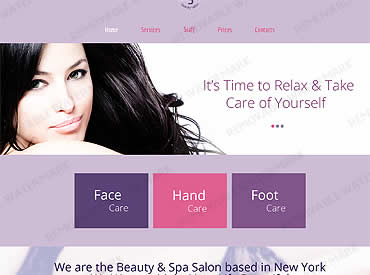 Home Services Staff Prices Contacts
It's Time to Relax & Take
Care of Yourself
Face
Care
Hand
Care
Foot
Care
We are the Beauty & Spa Salon based in New York